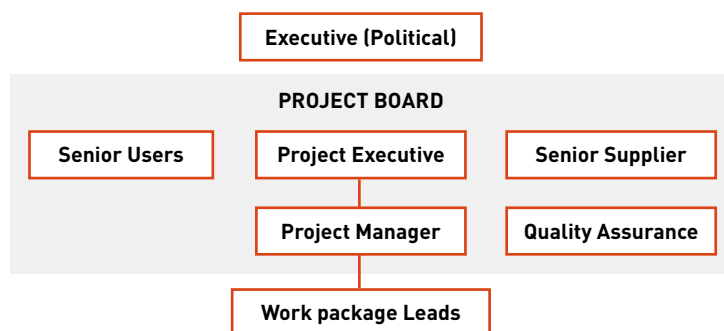 Executive (Political)
PROJECT BOARD
Senior Users
Project Executive
Senior Supplier
Project Manager
Quality Assurance
Work package Leads